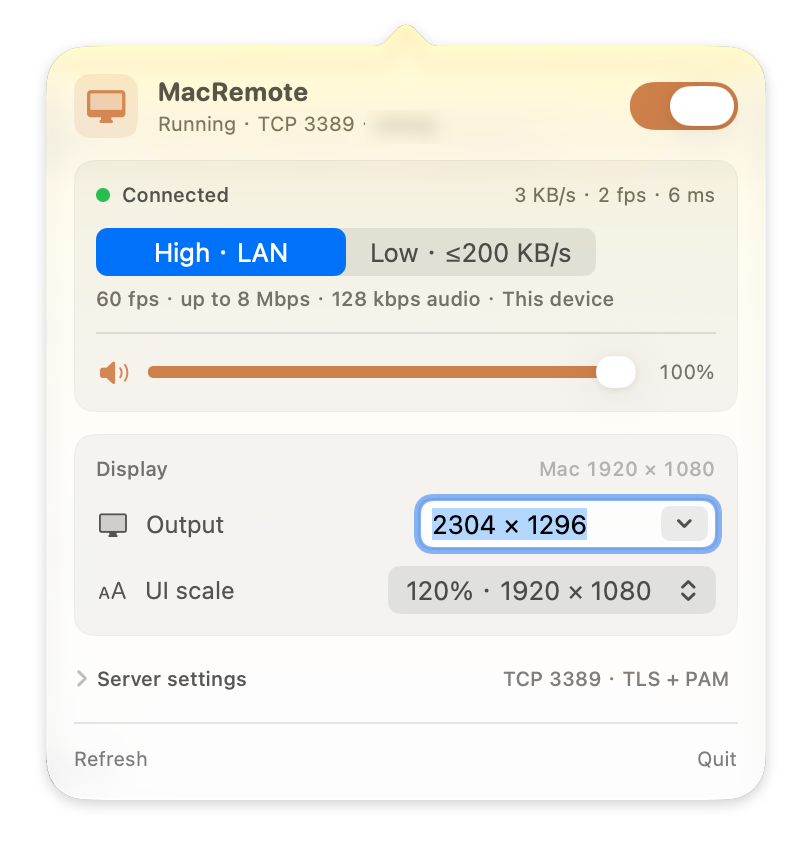 MacRemote
Running · TCP 3389 ·
Connected 3 KB/s · 2 fps · 6 ms
High · LAN Low · ≤200 KB/s
60 fps · up to 8 Mbps · 128 kbps audio · This device
100%
Display Mac 1920 × 1080
Output 2304 × 1296
AA UI scale 120% · 1920 × 1080
Server settings TCP 3389 · TLS + PAM
Refresh Quit